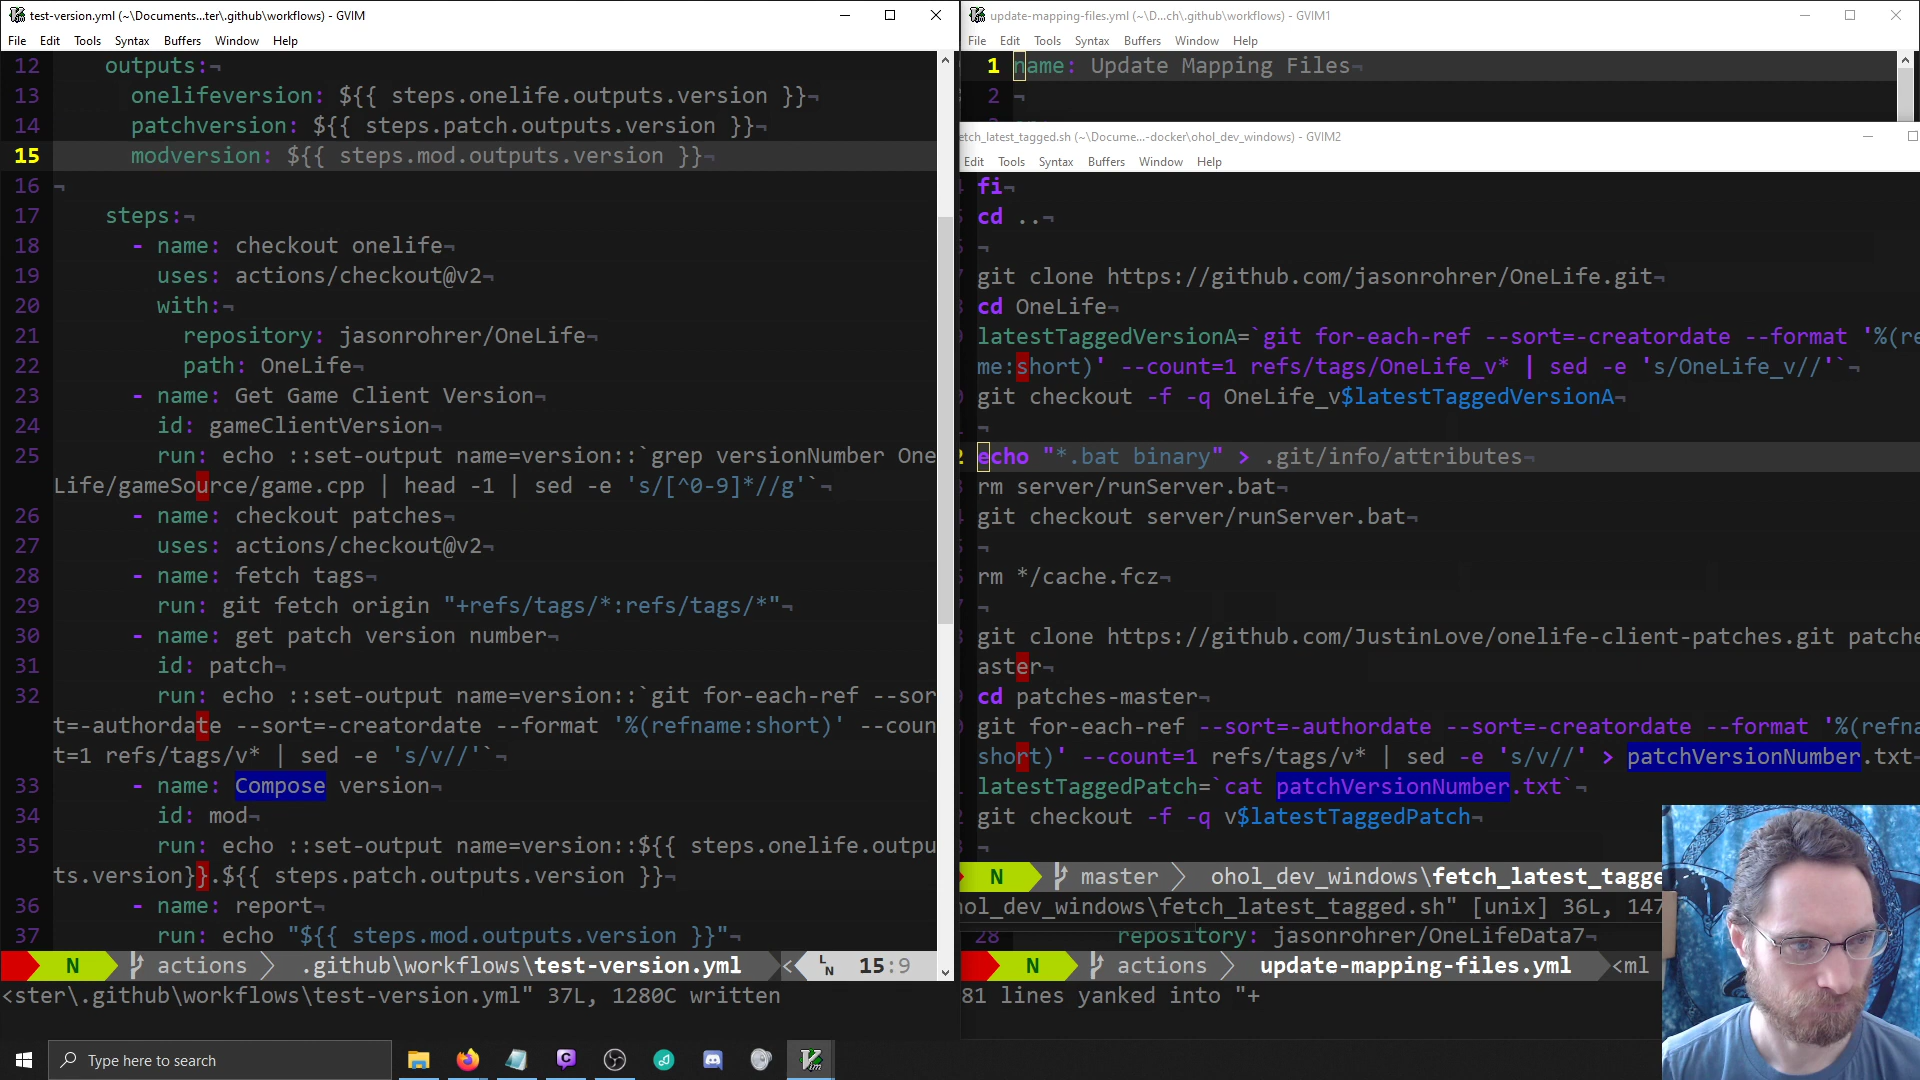 test-version.yml (~\Documents...ter\.github\workflows) - GVIM
File Edit Tools Syntax Buffers Window Help
12 outputs:¬
13 onelifeversion: ${{ steps.onelife.outputs.version }}¬
14 patchversion: ${{ steps.patch.outputs.version }}¬
15 modversion: ${{ steps.mod.outputs.version }}¬
16 ¬
17 steps:¬
18 - name: checkout onelife¬
19 uses: actions/checkout@v2¬
20 with:¬
21 repository: jasonrohrer/OneLife¬
22 path: OneLife¬
23 - name: Get Game Client Version¬
24 id: gameClientVersion¬
25 run: echo ::set-output name=version::`grep versionNumber One
Life/gameSource/game.cpp | head -1 | sed -e 's/[^0-9]*//g'`¬
26 - name: checkout patches¬
27 uses: actions/checkout@v2¬
28 - name: fetch tags¬
29 run: git fetch origin "+refs/tags/*:refs/tags/*"¬
30 - name: get patch version number¬
31 id: patch¬
32 run: echo ::set-output name=version::`git for-each-ref --sor
t=-authordate --sort=-creatordate --format '%(refname:short)' --coun
t=1 refs/tags/v* | sed -e 's/v//'`¬
33 - name: Compose version¬
34 id: mod¬
35 run: echo ::set-output name=version::${{ steps.onelife.outpu
ts.version}}.${{ steps.patch.outputs.version }}¬
36 - name: report¬
37 run: echo "${{ steps.mod.outputs.version }}"¬
N actions .github\workflows\test-version.yml < LN 15:9
<ster\.github\workflows\test-version.yml" 37L, 1280C written
update-mapping-files.yml (~\D...ch\.github\workflows) - GVIM1
File Edit Tools Syntax Buffers Window Help
1 name: Update Mapping Files¬
2 ¬
etch_latest_tagged.sh (~\Docume...-docker\ohol_dev_windows) - GVIM2
Edit Tools Syntax Buffers Window Help
fi¬
cd ..¬
¬
git clone https://github.com/jasonrohrer/OneLife.git¬
cd OneLife¬
latestTaggedVersionA=`git for-each-ref --sort=-creatordate --format '%(re
me:short)' --count=1 refs/tags/OneLife_v* | sed -e 's/OneLife_v//'`¬
git checkout -f -q OneLife_v$latestTaggedVersionA¬
¬
2 echo "*.bat binary" > .git/info/attributes¬
rm server/runServer.bat¬
git checkout server/runServer.bat¬
¬
rm */cache.fcz¬
¬
git clone https://github.com/JustinLove/onelife-client-patches.git patche
aster¬
cd patches-master¬
git for-each-ref --sort=-authordate --sort=-creatordate --format '%(refna
short)' --count=1 refs/tags/v* | sed -e 's/v//' > patchVersionNumber.txt¬
latestTaggedPatch=`cat patchVersionNumber.txt`¬
git checkout -f -q v$latestTaggedPatch¬
¬
N master ohol_dev_windows\fetch_latest_tagge
hol_dev_windows\fetch_latest_tagged.sh" [unix] 36L, 147
28 repository: jasonrohrer/OneLifeData7¬
N actions update-mapping-files.yml <ml
81 lines yanked into "+
Type here to search